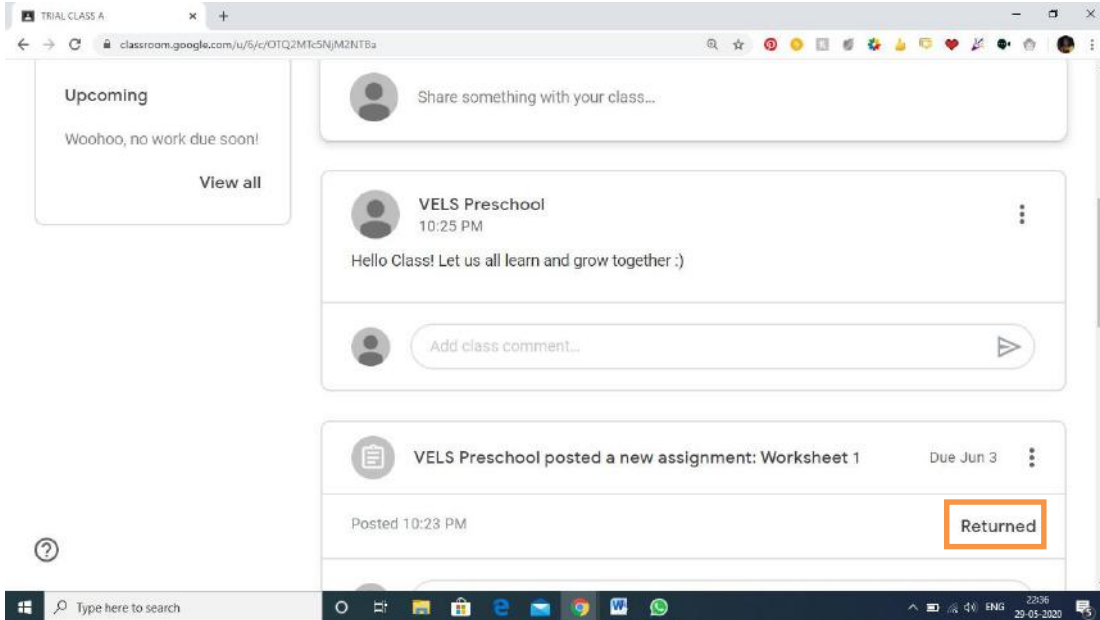 TRIAL CLASS A
classroom.google.com/u/6/c/OTQ2MTc5NjM2NTBa
Upcoming
Woohoo, no work due soon!
View all
Share something with your class...
VELS Preschool
10:25 PM
Hello Class! Let us all learn and grow together :)
Add class comment...
VELS Preschool posted a new assignment: Worksheet 1
Due Jun 3
Posted 10:23 PM
Returned
Type here to search
ENG
22:36
29-05-2020